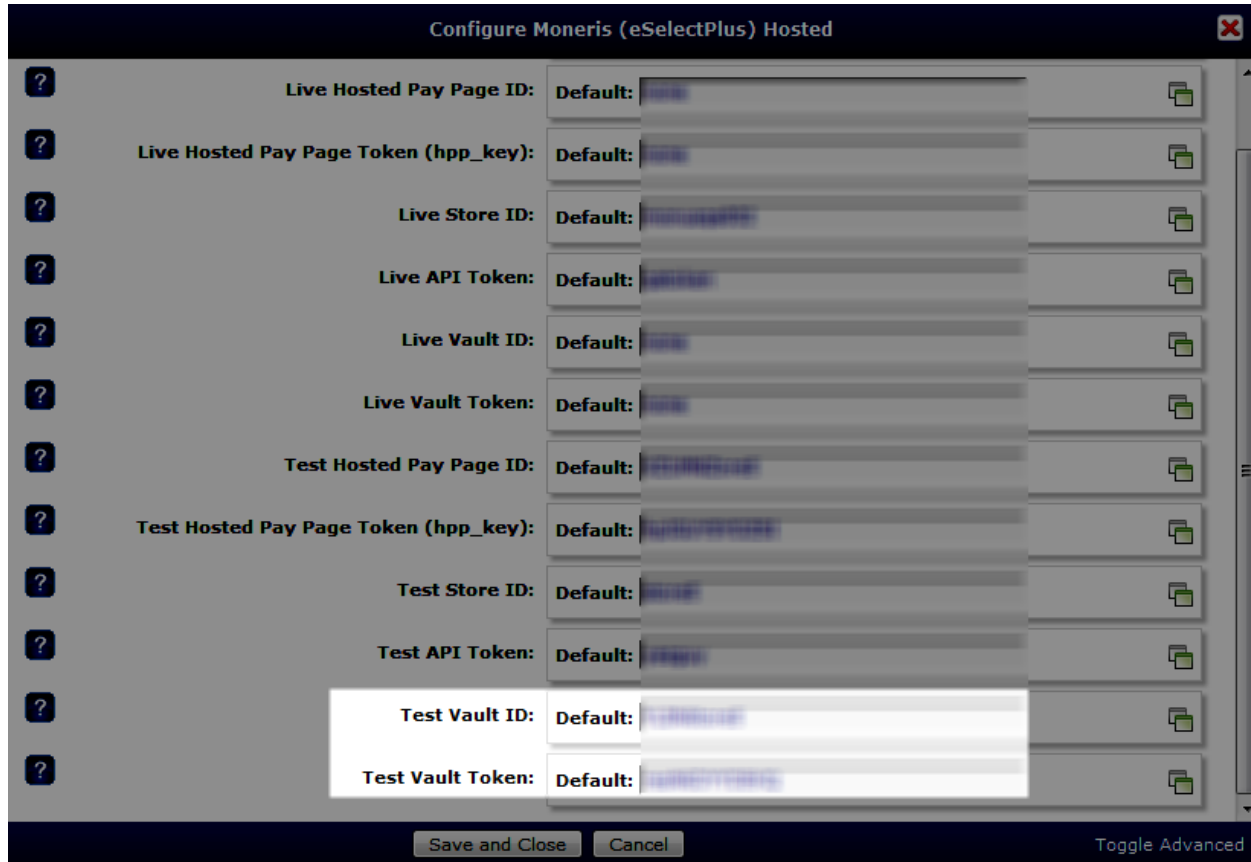 Configure Moneris (eSelectPlus) Hosted
? Live Hosted Pay Page ID: Default:
? Live Hosted Pay Page Token (hpp_key): Default:
? Live Store ID: Default:
? Live API Token: Default:
? Live Vault ID: Default:
? Live Vault Token: Default:
? Test Hosted Pay Page ID: Default:
? Test Hosted Pay Page Token (hpp_key): Default:
? Test Store ID: Default:
? Test API Token: Default:
? Test Vault ID: Default:
? Test Vault Token: Default:
Save and Close Cancel Toggle Advanced